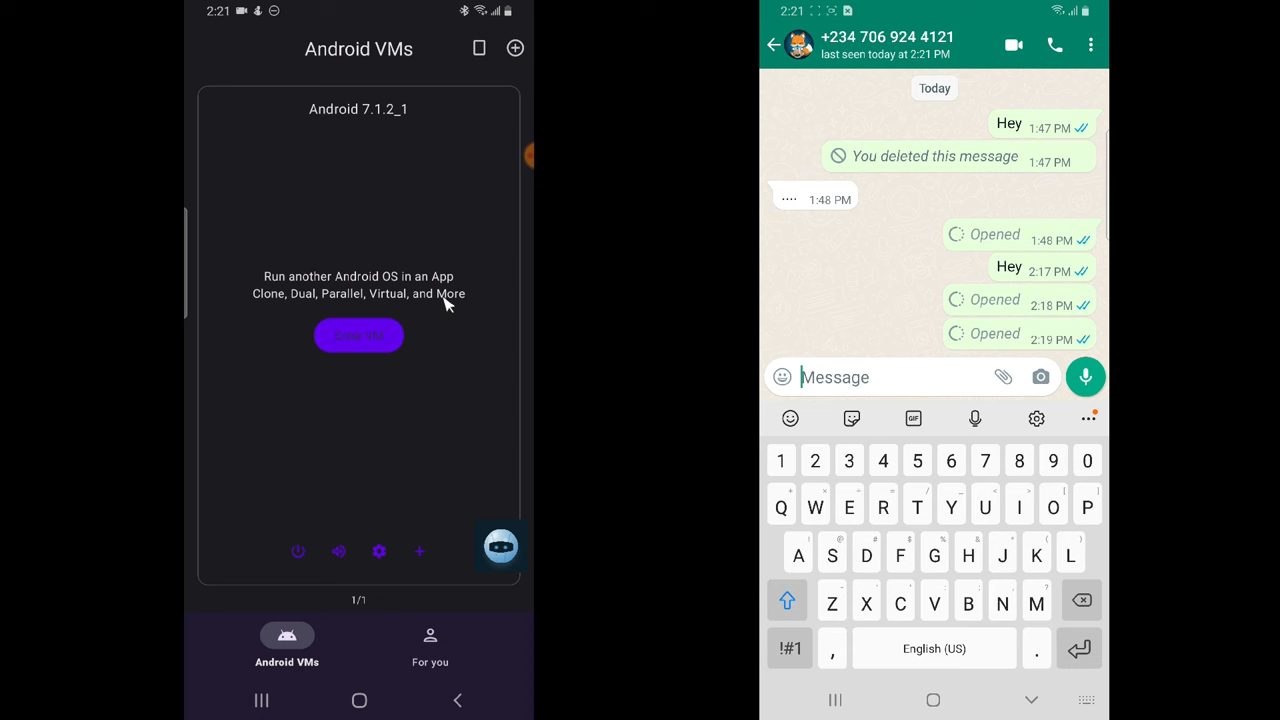 2:21
Android VMs
Android 7.1.2_1
Run another Android OS in an App
Clone, Dual, Parallel, Virtual, and More
Enter VM
1/1
Android VMs
For you
2:21
+234 706 924 4121
last seen today at 2:21 PM
Today
Hey 1:47 PM
You deleted this message 1:47 PM
.... 1:48 PM
Opened 1:48 PM
Hey 2:17 PM
Opened 2:18 PM
Opened 2:19 PM
Message
GIF
1 2 3 4 5 6 7 8 9 0
Q W E R T Y U I O P
A S D F G H J K L
Z X C V B N M
!#1 , English (US) .